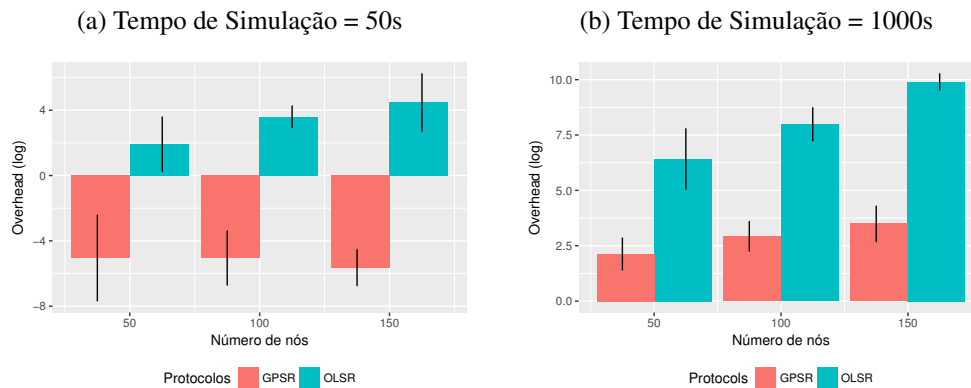 (a) Tempo de Simulação = 50s
4
0
−4
−8
Overhead (log)
50
100
150
Número de nós
Protocolos GPSR OLSR
(b) Tempo de Simulação = 1000s
10.0
7.5
5.0
2.5
0.0
Overhead (log)
50
100
150
Número de nós
Protocolos GPSR OLSR